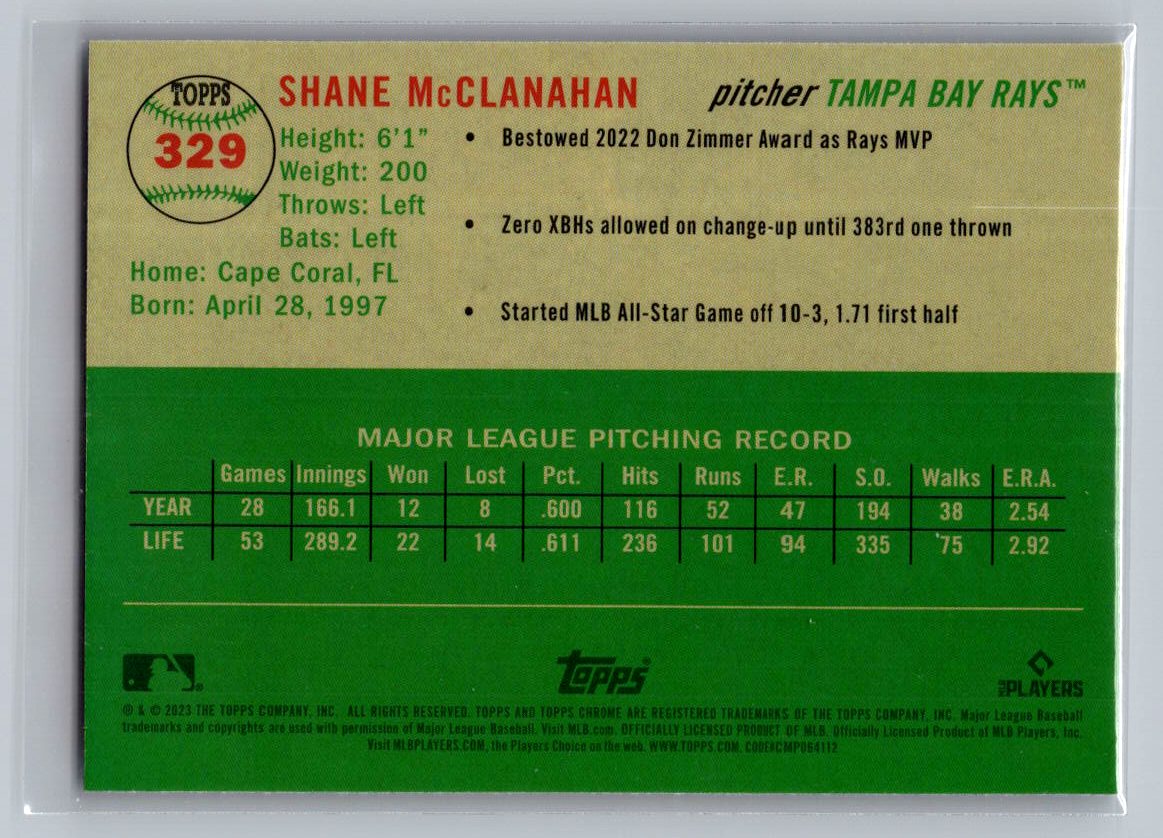 TOPPS
329
SHANE McCLANAHAN
pitcher TAMPA BAY RAYS™
Height: 6'1"
Weight: 200
Throws: Left
Bats: Left
Home: Cape Coral, FL
Born: April 28, 1997
• Bestowed 2022 Don Zimmer Award as Rays MVP
• Zero XBHs allowed on change-up until 383rd one thrown
• Started MLB All-Star Game off 10-3, 1.71 first half
MAJOR LEAGUE PITCHING RECORD
Games Innings Won Lost Pct. Hits Runs E.R. S.O. Walks E.R.A.
YEAR 28 166.1 12 8 .600 116 52 47 194 38 2.54
LIFE 53 289.2 22 14 .611 236 101 94 335 75 2.92
topps
PLAYERS
® & © 2023 THE TOPPS COMPANY, INC. ALL RIGHTS RESERVED. TOPPS AND TOPPS CHROME ARE REGISTERED TRADEMARKS OF THE TOPPS COMPANY, INC. Major League Baseball
trademarks and copyrights are used with permission of Major League Baseball. Visit MLB.com. OFFICIALLY LICENSED PRODUCT OF MLB. Officially Licensed Product of MLB Players, Inc.
Visit MLBPLAYERS.COM, the Players Choice on the web. WWW.TOPPS.COM. CODE#CMP064112